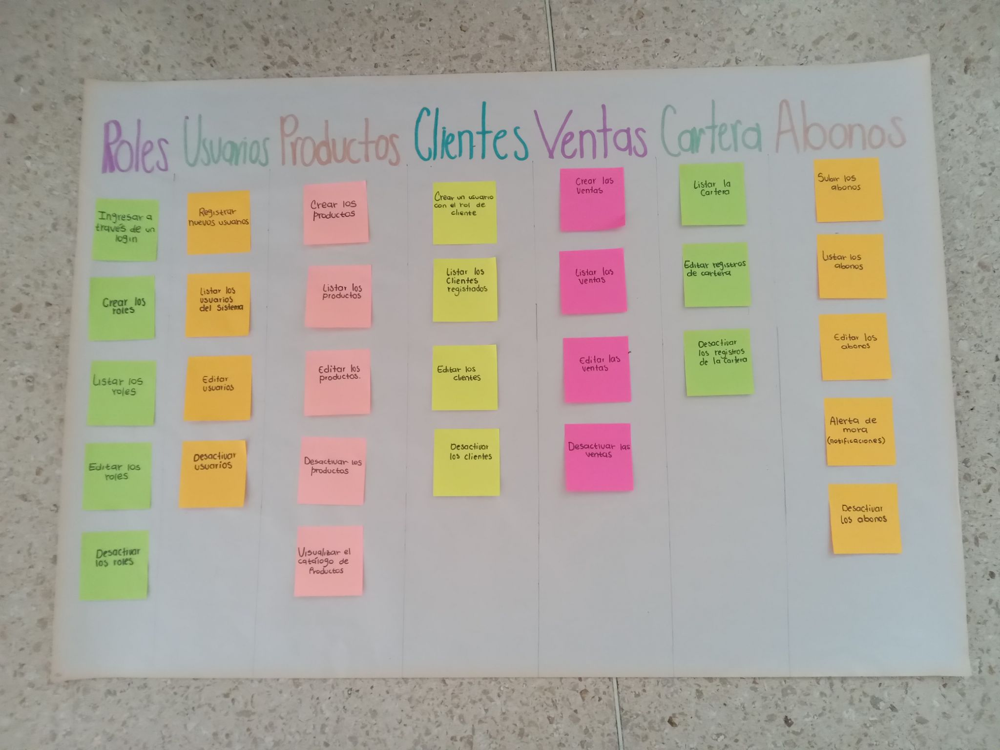 Roles Usuarios Productos Clientes Ventas Cartera Abonos
Ingresar a
través de un
login
Crear los
roles
Listar los
roles
Editar los
roles
Desactivar
los roles
Registrar
nuevos usuarios
Listar los
usuarios
del Sistema
Editar
usuarios
Desactivar
usuarios
Crear los
productos
Listar los
productos
Editar los
productos.
Desactivar los
productos
Visualizar el
catálogo de
Productos
Crear un usuario
con el rol de
cliente
Listar los
Clientes
registrados
Editar los
clientes
Desactivar
los clientes
Crear las
ventas
Listar las
ventas
Editar las
ventas
Desactivar las
ventas
Listar la
Cartera
Editar registros
de cartera
Desactivar
los registros
de la Cartera
Subir los
abonos
Listar los
abonos
Editar los
abonos
Alerta de
mora
(notificaciones)
Desactivar
los abonos